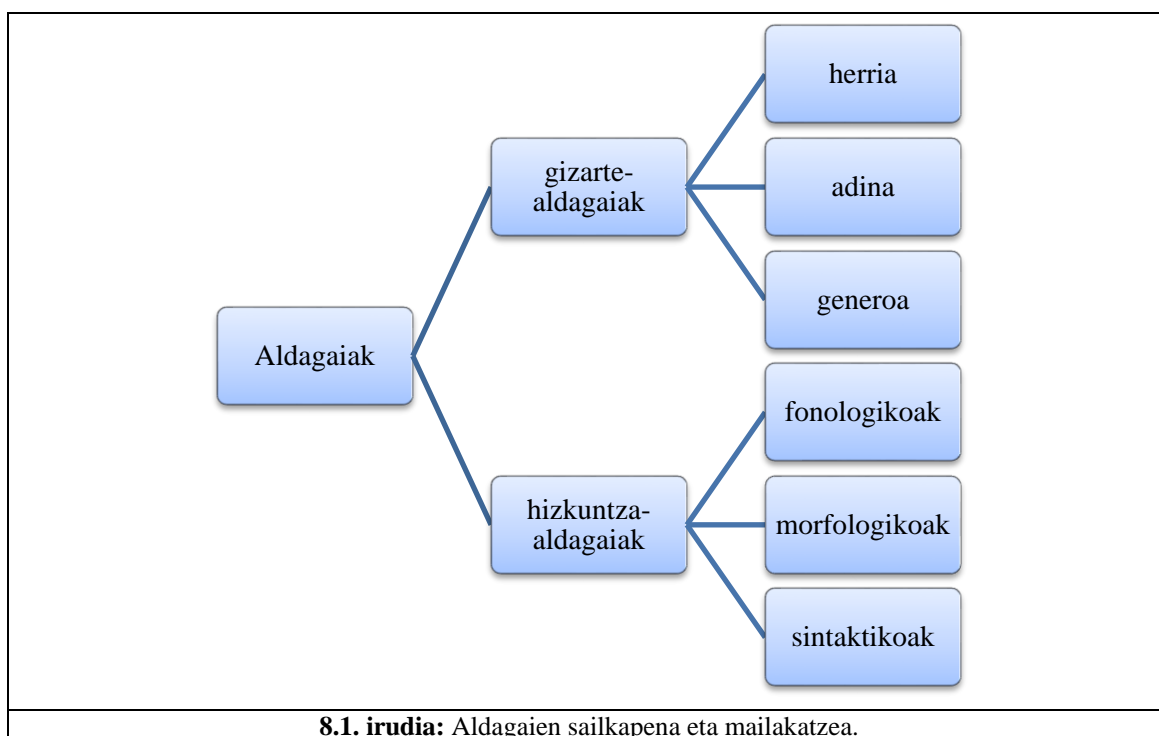 herria
gizarte-
aldagaiak
adina
generoa
Aldagaiak
fonologikoak
hizkuntza-
aldagaiak
morfologikoak
sintaktikoak
8.1. irudia: Aldagaien sailkapena eta mailakatzea.